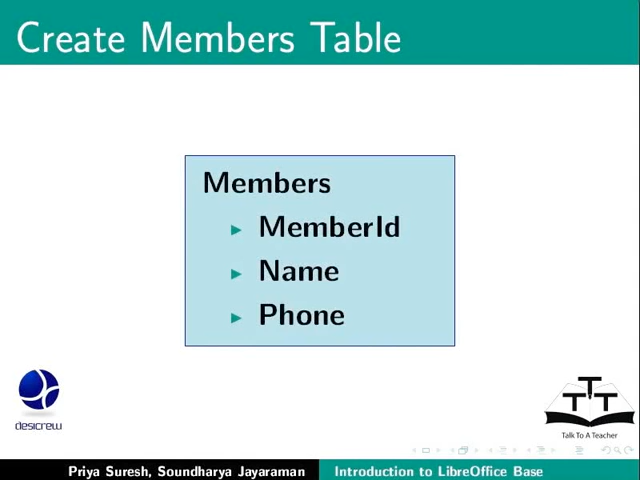 Create Members Table
Members
MemberId
Name
Phone
desicrew
TTT
Talk To A Teacher
Priya Suresh, Soundharya Jayaraman
Introduction to LibreOffice Base